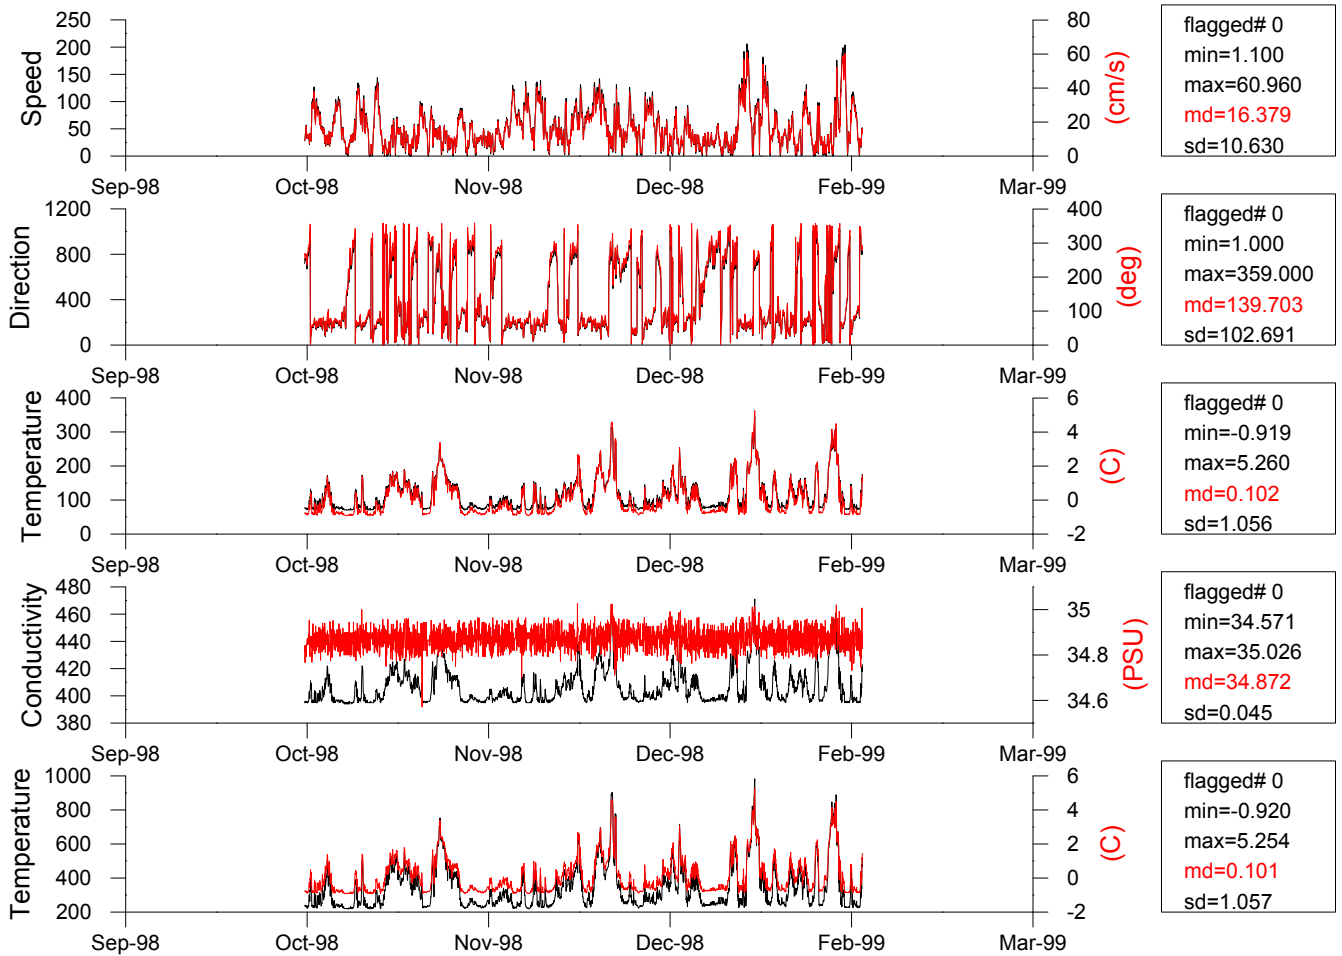 250
200
150
100
50
0
Speed
80
60
40
20
0
(cm/s)
Sep-98 Oct-98 Nov-98 Dec-98 Feb-99 Mar-99
flagged# 0
min=1.100
max=60.960
md=16.379
sd=10.630
1200
800
400
0
Direction
400
300
200
100
0
(deg)
Sep-98 Oct-98 Nov-98 Dec-98 Feb-99 Mar-99
flagged# 0
min=1.000
max=359.000
md=139.703
sd=102.691
400
300
200
100
0
Temperature
6
4
2
0
-2
(C)
Sep-98 Oct-98 Nov-98 Dec-98 Feb-99 Mar-99
flagged# 0
min=-0.919
max=5.260
md=0.102
sd=1.056
480
460
440
420
400
380
Conductivity
35
34.8
34.6
(PSU)
Sep-98 Oct-98 Nov-98 Dec-98 Feb-99 Mar-99
flagged# 0
min=34.571
max=35.026
md=34.872
sd=0.045
1000
800
600
400
200
Temperature
6
4
2
0
-2
(C)
Sep-98 Oct-98 Nov-98 Dec-98 Feb-99 Mar-99
flagged# 0
min=-0.920
max=5.254
md=0.101
sd=1.057